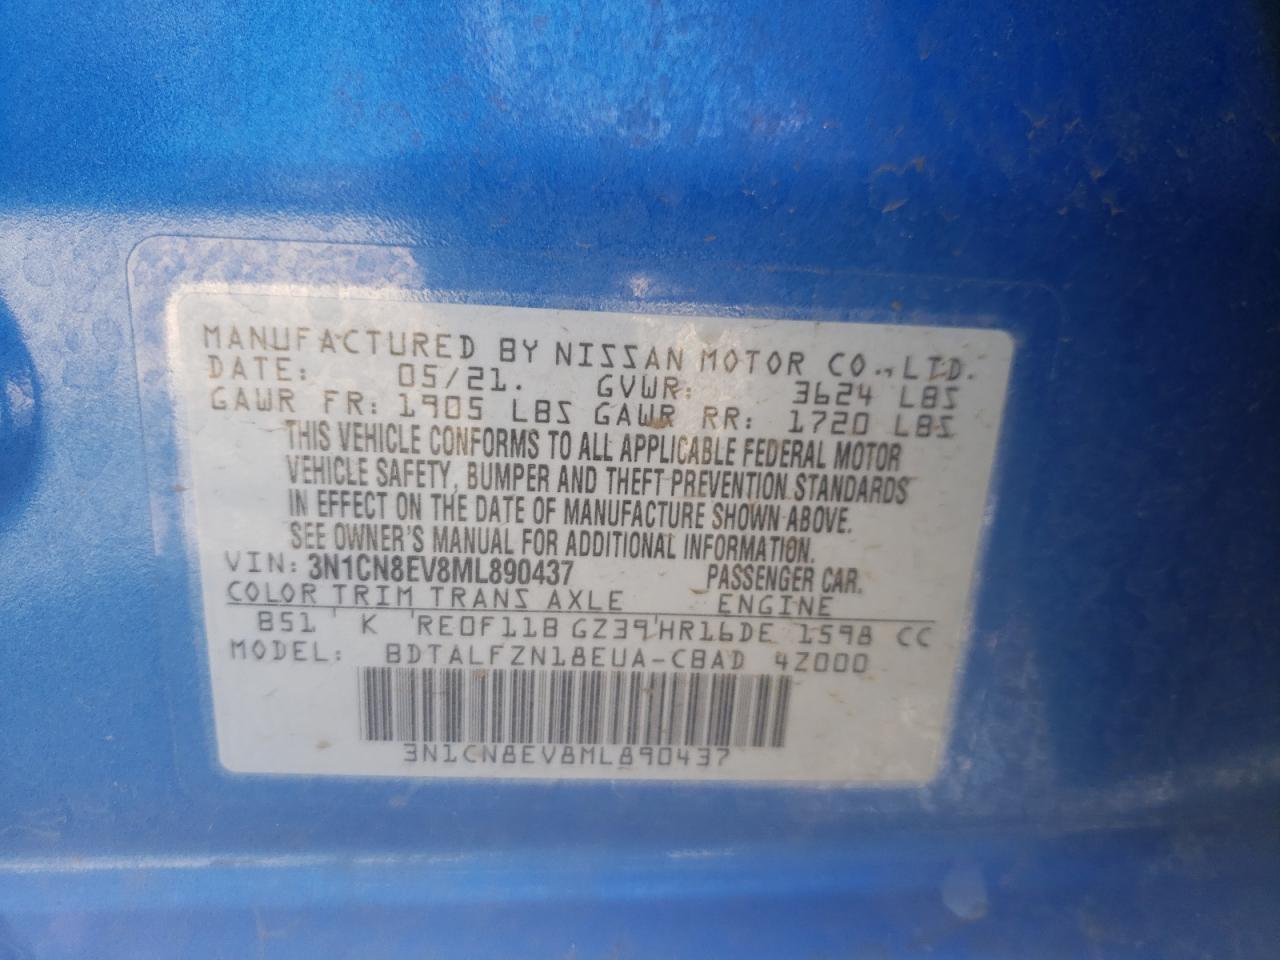 MANUFACTURED BY NISSAN MOTOR CO., LTD.
DATE: 05/21. GVWR: 3624 LBS
GAWR FR: 1905 LBS GAWR RR: 1720 LBS
THIS VEHICLE CONFORMS TO ALL APPLICABLE FEDERAL MOTOR
VEHICLE SAFETY, BUMPER AND THEFT PREVENTION STANDARDS
IN EFFECT ON THE DATE OF MANUFACTURE SHOWN ABOVE.
SEE OWNER'S MANUAL FOR ADDITIONAL INFORMATION.
VIN: 3N1CN8EV8ML890437 PASSENGER CAR.
COLOR TRIM TRANS AXLE ENGINE
B51 K RE0F11B GZ39 HR16DE 1598 CC
MODEL: BDTALFZN18EUA-CBAD 4Z000
3N1CN8EV8ML890437